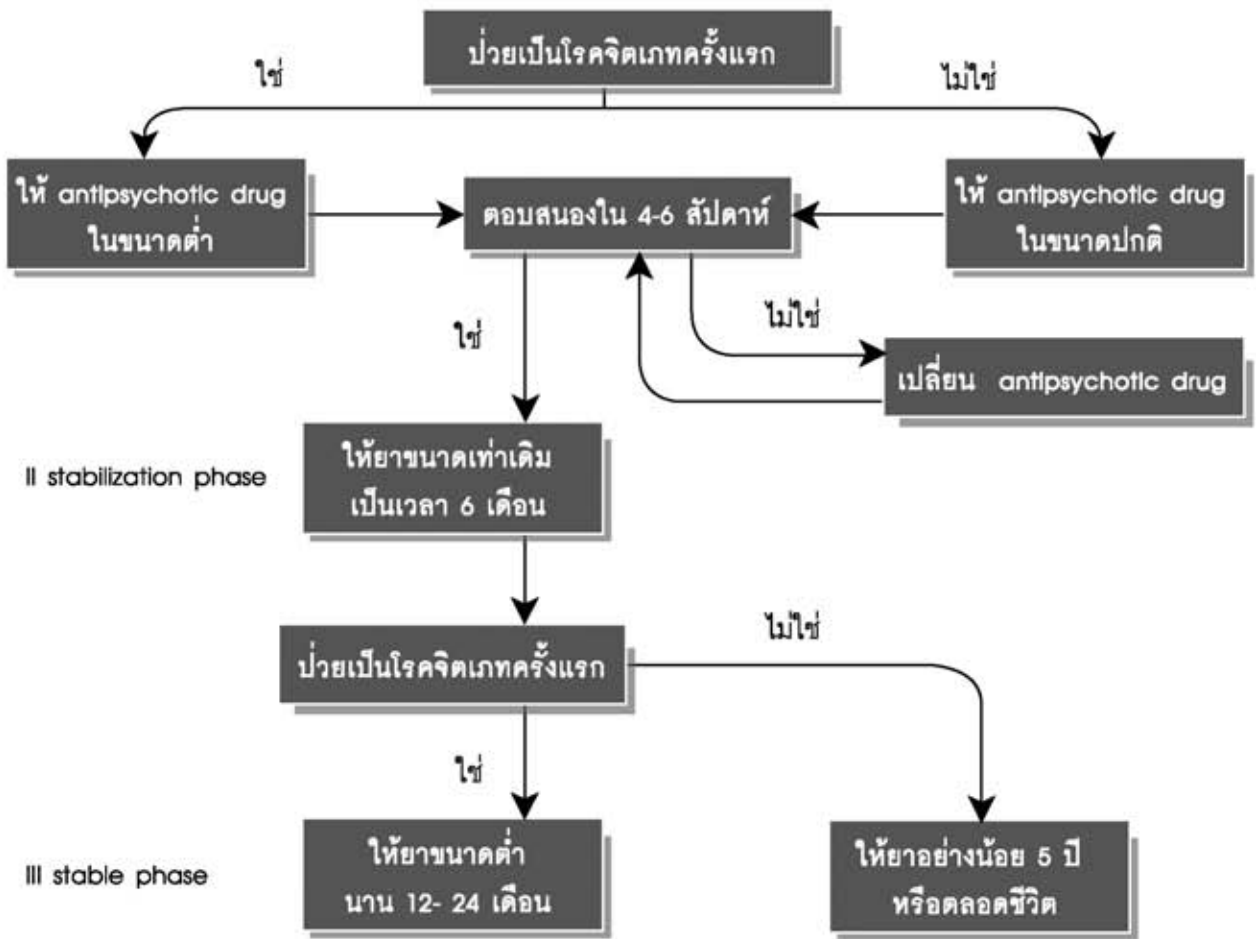 ป่วยเป็นโรคจิตเภทครั้งแรก
ใช่
ไม่ใช่
ให้ antipsychotic drug
ในขนาดต่ำ
ตอบสนองใน 4-6 สัปดาห์
ให้ antipsychotic drug
ในขนาดปกติ
ใช่
ไม่ใช่
เปลี่ยน antipsychotic drug
II stabilization phase
ให้ยาขนาดเท่าเดิม
เป็นเวลา 6 เดือน
ป่วยเป็นโรคจิตเภทครั้งแรก
ไม่ใช่
ใช่
III stable phase
ให้ยาขนาดต่ำ
นาน 12- 24 เดือน
ให้ยาอย่างน้อย 5 ปี
หรือตลอดชีวิต